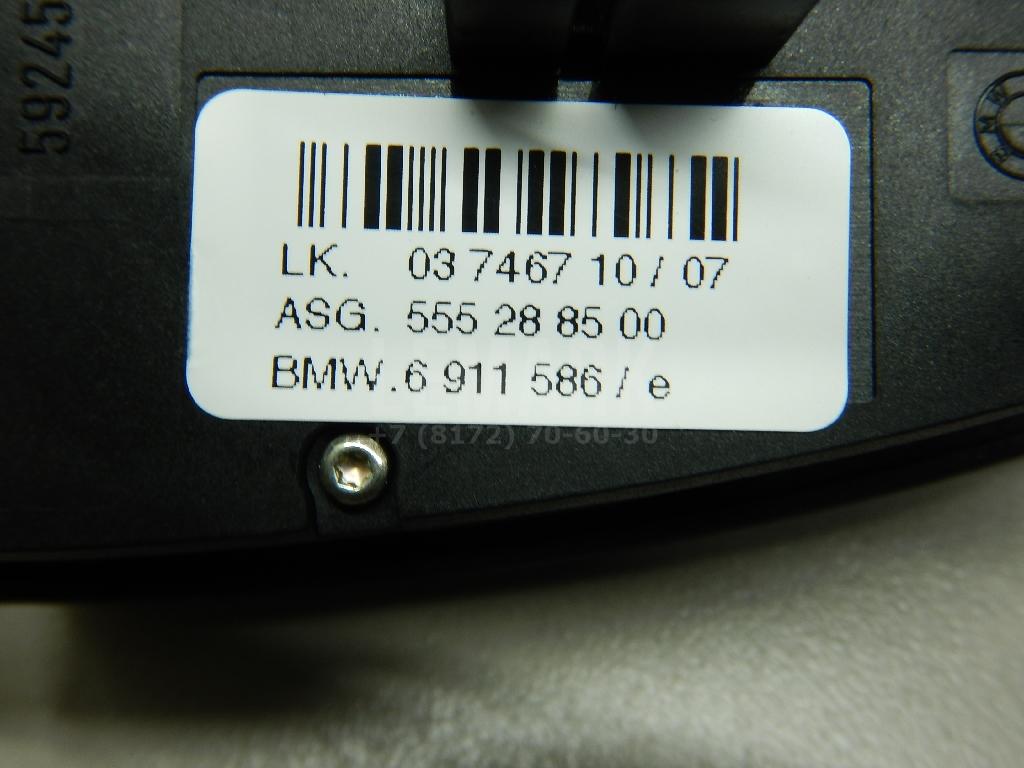 59245
LK. 03 7467 10 / 07
ASG. 555 28 85 00
BMW. 6 911 586 / e
+7 (8172) 70-60-30
BMW